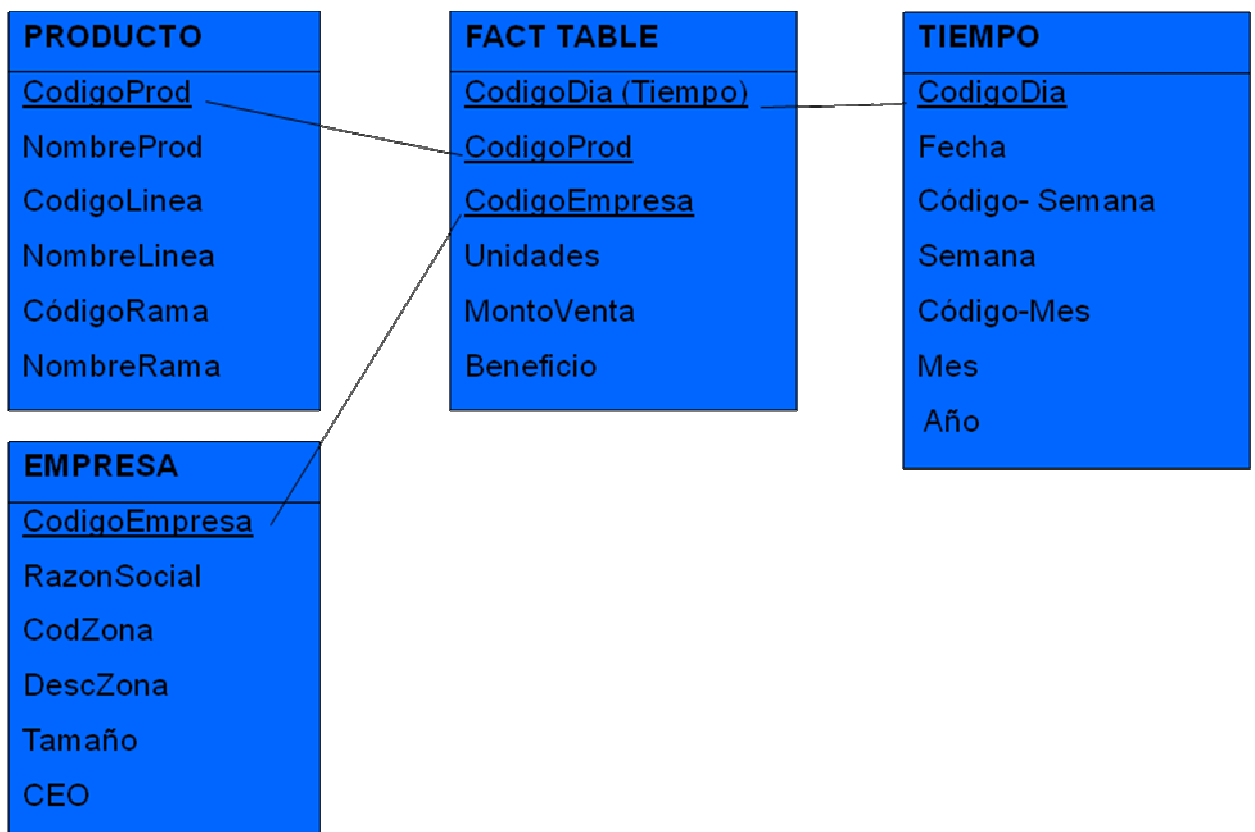 PRODUCTO
CodigoProd
NombreProd
CodigoLinea
NombreLinea
CódigoRama
NombreRama
FACT TABLE
CodigoDia (Tiempo)
CodigoProd
CodigoEmpresa
Unidades
MontoVenta
Beneficio
TIEMPO
CodigoDia
Fecha
Código- Semana
Semana
Código-Mes
Mes
Año
EMPRESA
CodigoEmpresa
RazonSocial
CodZona
DescZona
Tamaño
CEO